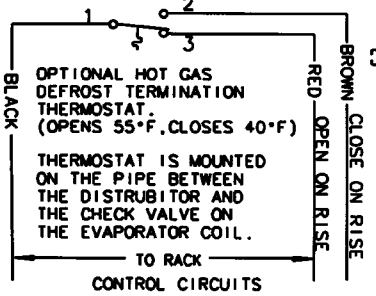 1
2
3
BLACK
OPTIONAL HOT GAS
DEFROST TERMINATION
THERMOSTAT.
(OPENS 55°F,CLOSES 40°F)
THERMOSTAT IS MOUNTED
ON THE PIPE BETWEEN
THE DISTRUBITOR AND
THE CHECK VALVE ON
THE EVAPORATOR COIL.
RED
OPEN ON RISE
BROWN
CLOSE ON RISE
TO RACK
CONTROL CIRCUITS